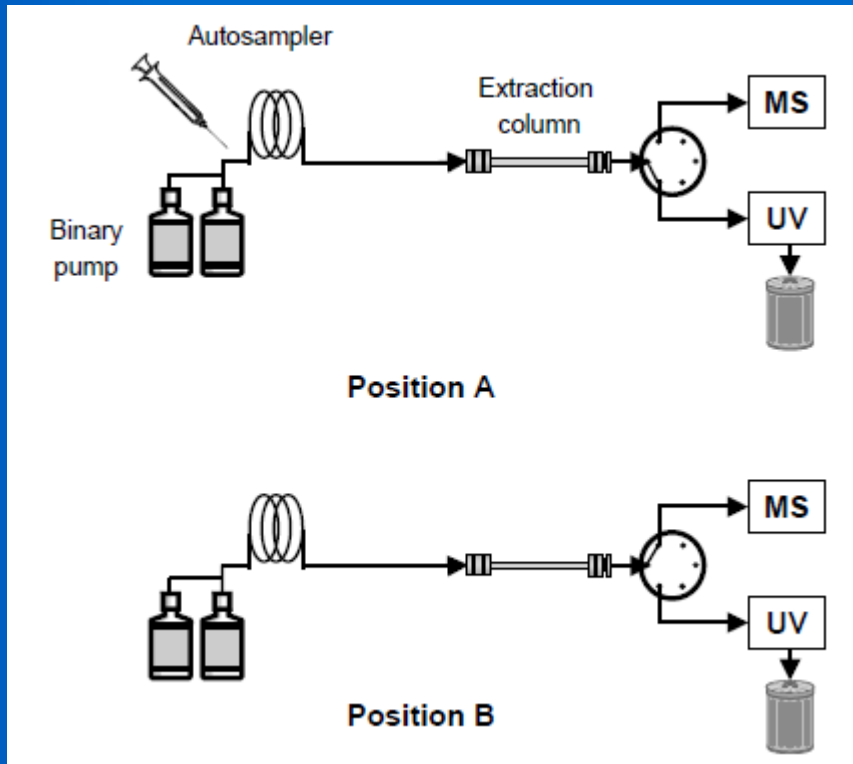 Autosampler
Extraction
column
MS
Binary
pump
UV
Position A
MS
UV
Position B